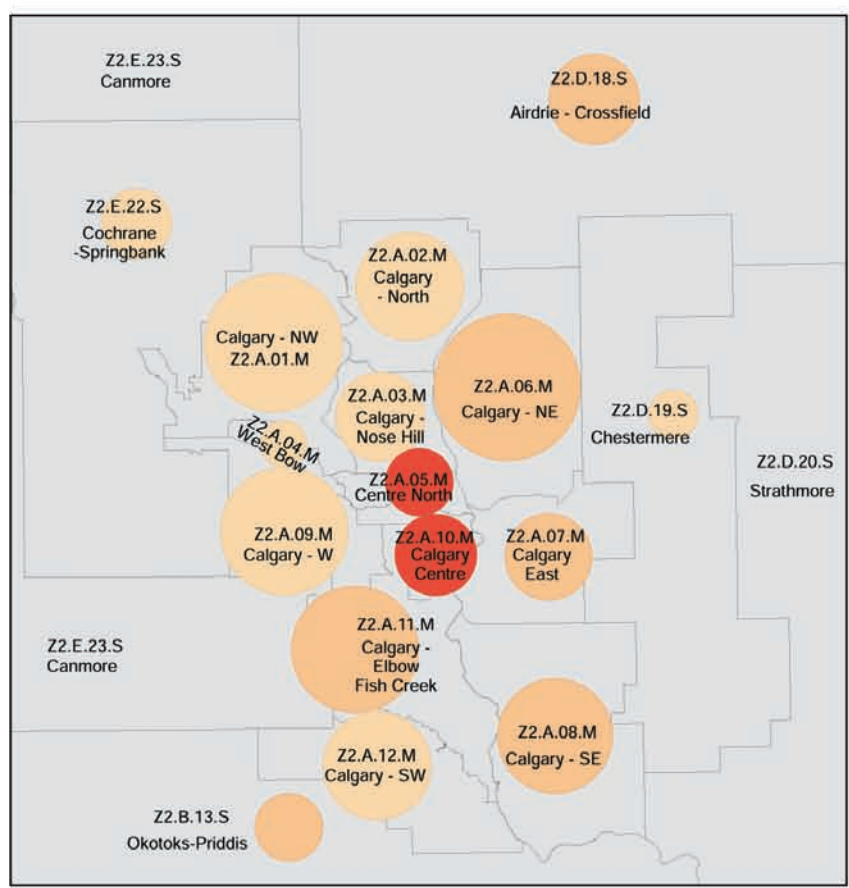 Z2.E.23.S
Canmore
Z2.D.18.S
Airdrie - Crossfield
Z2.E.22.S
Cochrane
-Springbank
Z2.A.02.M
Calgary
- North
Calgary - NW
Z2.A.01.M
Z2.A.03.M
Calgary -
Nose Hill
Z2.A.06.M
Calgary - NE
Z2.D.19.S
Chestermere
Z2.A.04.M
West Bow
Z2.D.20.S
Strathmore
Z2.A.05.M
Centre North
Z2.A.09.M
Calgary - W
Z2.A.10.M
Calgary
Centre
Z2.A.07.M
Calgary
East
Z2.E.23.S
Canmore
Z2.A.11.M
Calgary -
Elbow
Fish Creek
Z2.A.08.M
Calgary - SE
Z2.A.12.M
Calgary - SW
Z2.B.13.S
Okotoks-Priddis